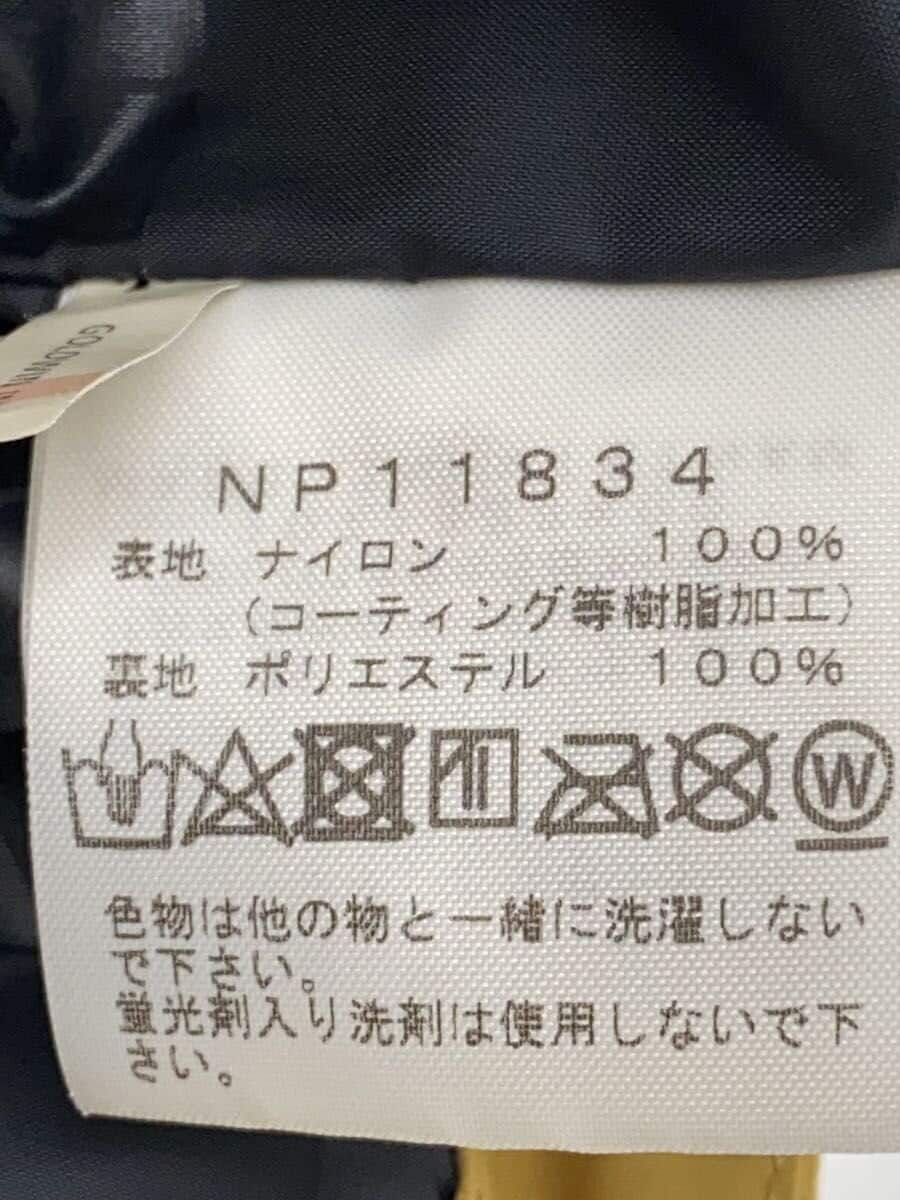 GOLDWIN
NP11834
表地 ナイロン 100%
(コーティング等樹脂加工)
裏地 ポリエステル 100%
W
色物は他の物と一緒に洗濯しない
で下さい。
蛍光剤入り洗剤は使用しないで下
さい。